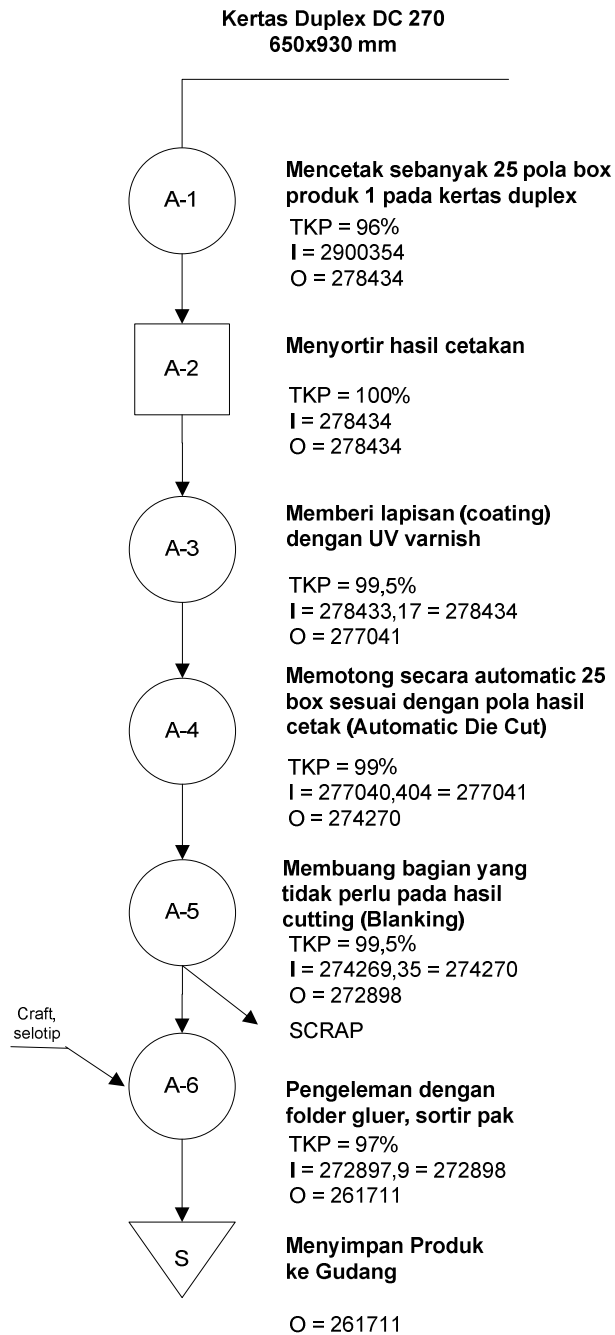 Kertas Duplex DC 270
650x930 mm
A-1
Mencetak sebanyak 25 pola box
produk 1 pada kertas duplex
TKP = 96%
I = 2900354
O = 278434
A-2
Menyortir hasil cetakan
TKP = 100%
I = 278434
O = 278434
A-3
Memberi lapisan (coating)
dengan UV varnish
TKP = 99,5%
I = 278433,17 = 278434
O = 277041
A-4
Memotong secara automatic 25
box sesuai dengan pola hasil
cetak (Automatic Die Cut)
TKP = 99%
I = 277040,404 = 277041
O = 274270
A-5
Membuang bagian yang
tidak perlu pada hasil
cutting (Blanking)
TKP = 99,5%
I = 274269,35 = 274270
O = 272898
SCRAP
Craft,
selotip
A-6
Pengeleman dengan
folder gluer, sortir pak
TKP = 97%
I = 272897,9 = 272898
O = 261711
S
Menyimpan Produk
ke Gudang
O = 261711